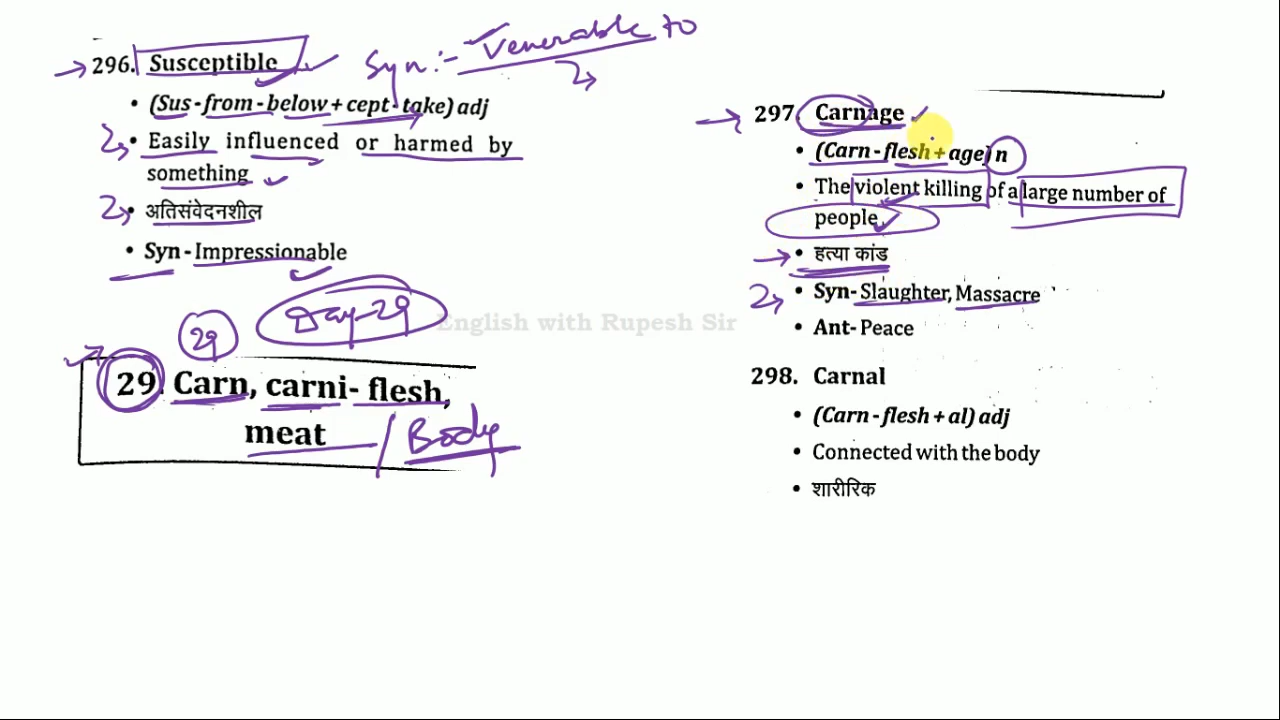 296. Susceptible
Syn:- Venerable to
• (Sus - from - below + cept - take) adj
• Easily influenced or harmed by
something
• अतिसंवेदनशील
• Syn - Impressionable
Day-29
29
29. Carn, carni- flesh,
meat / Body
297. Carnage
• (Carn - flesh + age) n
• The violent killing of a large number of
people
• हत्या कांड
• Syn- Slaughter, Massacre
• Ant- Peace
298. Carnal
• (Carn - flesh + al) adj
• Connected with the body
• शारीरिक
English with Rupesh Sir